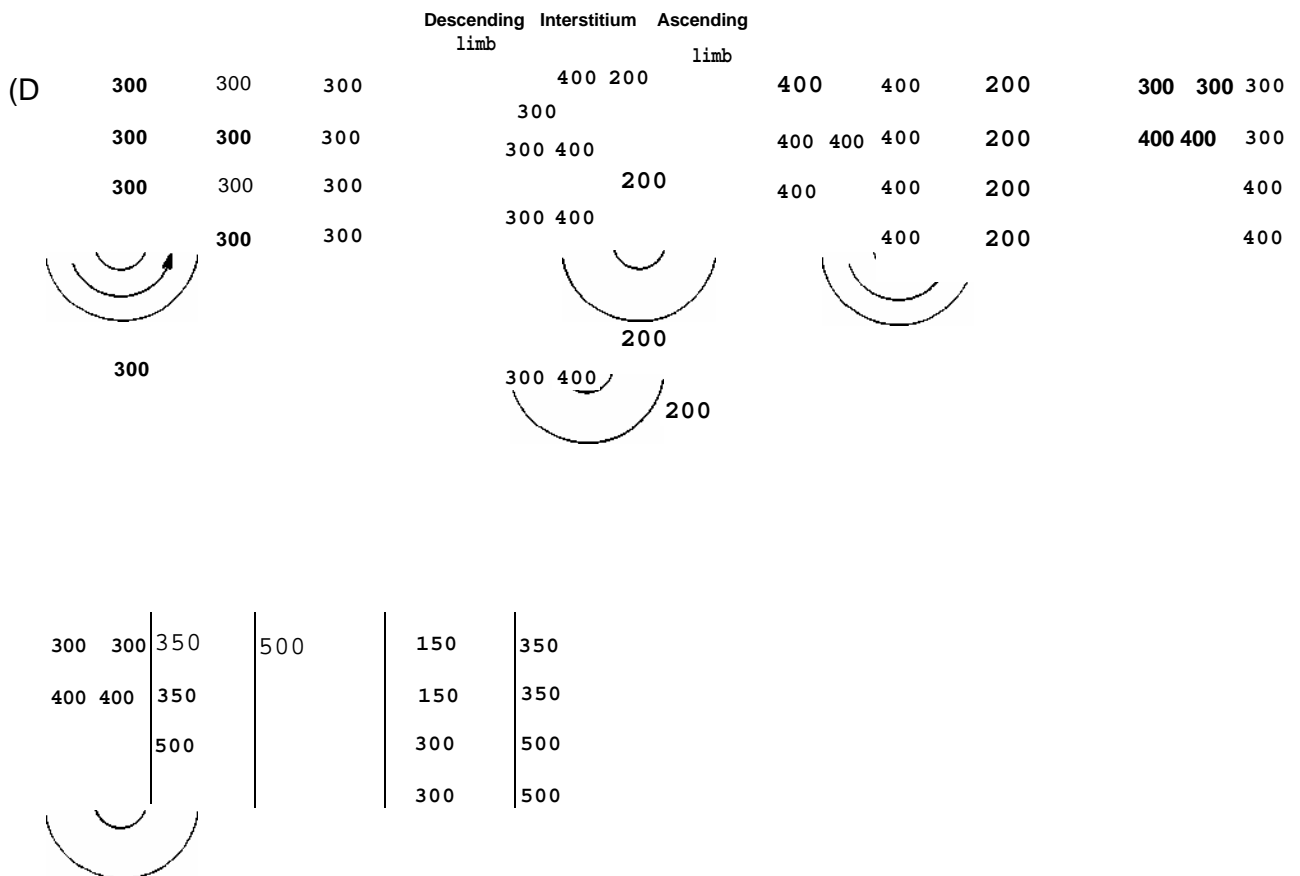 Descending Interstitium Ascending
limb
limb
400 200
(D 300 300 300 400 400 200 300 300 300
300
300 300 300 400 400 400 200 400 400 300
300 400
300 300 300 200 400 400 200 400
300 400
300 300 400 200 400
200
300
300 400
200
300 300 350 500 150 350
400 400 350 150 350
500 300 500
300 500